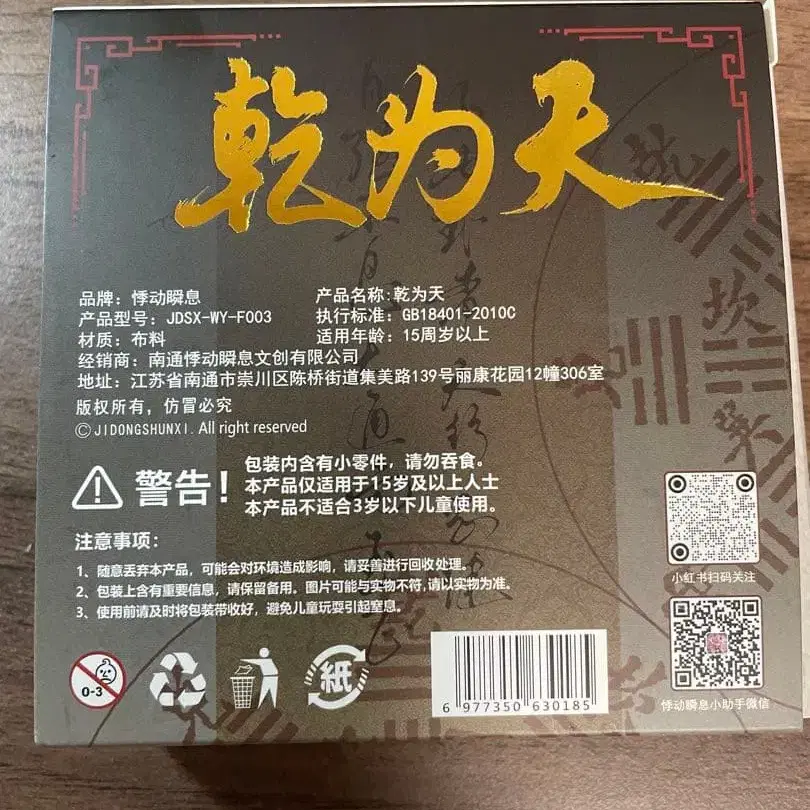 乾为天
品牌：悸动瞬息
产品名称:乾为天
产品型号：JDSX-WY-F003
执行标准：GB18401-2010C
材质：布料
适用年龄：15周岁以上
经销商：南通悸动瞬息文创有限公司
地址：江苏省南通市崇川区陈桥街道集美路139号丽康花园12幢306室
版权所有，仿冒必究
©JIDONGSHUNXI. All right reserved
警告！
包装内含有小零件，请勿吞食。
本产品仅适用于15岁及以上人士
本产品不适合3岁以下儿童使用。
注意事项：
1、随意丢弃本产品，可能会对环境造成影响，请妥善进行回收处理。
2、包装上含有重要信息，请保留备用。图片可能与实物不符,请以实物为准。
3、使用前请及时将包装带收好，避免儿童玩耍引起窒息。
坎
小红书扫码关注
0-3
紙
6 977350 630185
悸动瞬息小助手微信